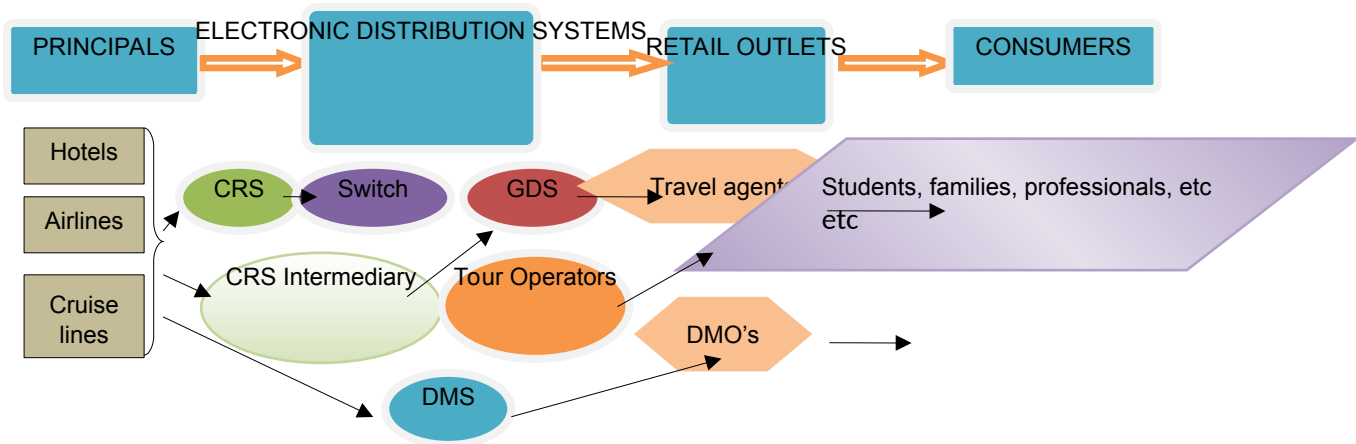 PRINCIPALS
ELECTRONIC DISTRIBUTION SYSTEMS
RETAIL OUTLETS
CONSUMERS
Hotels
Airlines
Cruise
lines
CRS
Switch
GDS
Travel agents
Students, families, professionals, etc
etc
CRS Intermediary
Tour Operators
DMO’s
DMS